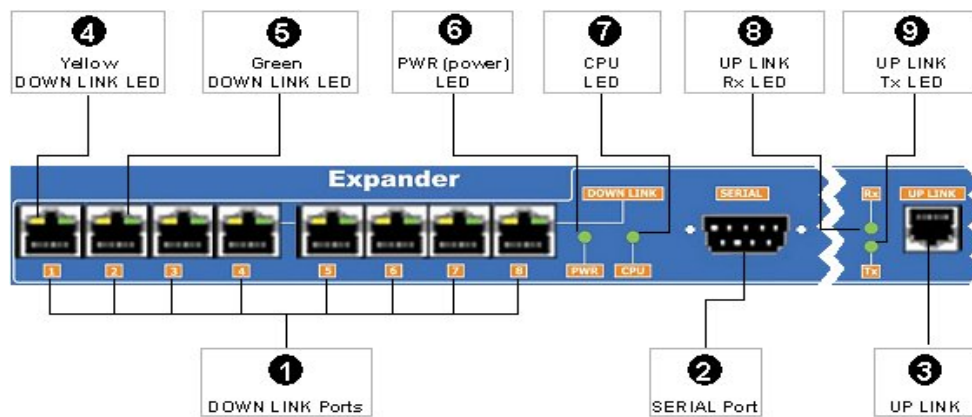 4
Yellow
DOWN LINK LED
5
Green
DOWN LINK LED
6
PWR (power)
LED
7
CPU
LED
8
UP LINK
Rx LED
9
UP LINK
Tx LED
Expander
DOWN LINK
SERIAL
Rx
UP LINK
1
2
3
4
5
6
7
8
PWR
CPU
Tx
1
DOWN LINK Ports
2
SERIAL Port
3
UP LINK